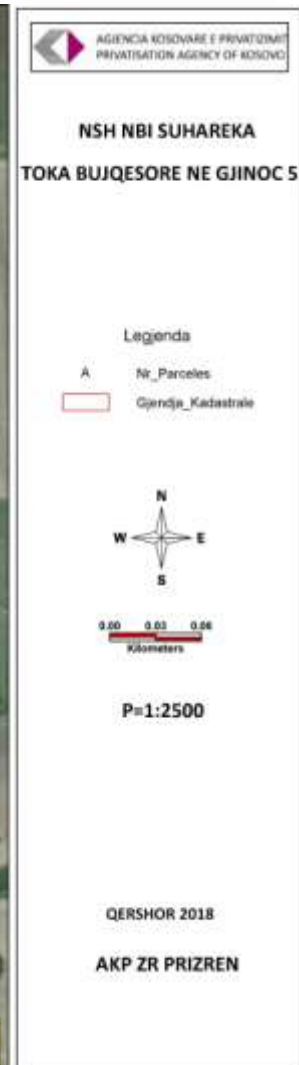 AGJENCIA KOSOVARE E PRIVATIZIMIT
PRIVATISATION AGENCY OF KOSOVO
NSH NBI SUHAREKA
TOKA BUJQESORE NE GJINOC 5
Legjenda
A Nr_Parceles
Gjendja_Kadastrale
N
W E
S
0.00 0.03 0.06
Kilometers
P=1:2500
QERSHOR 2018
AKP ZR PRIZREN